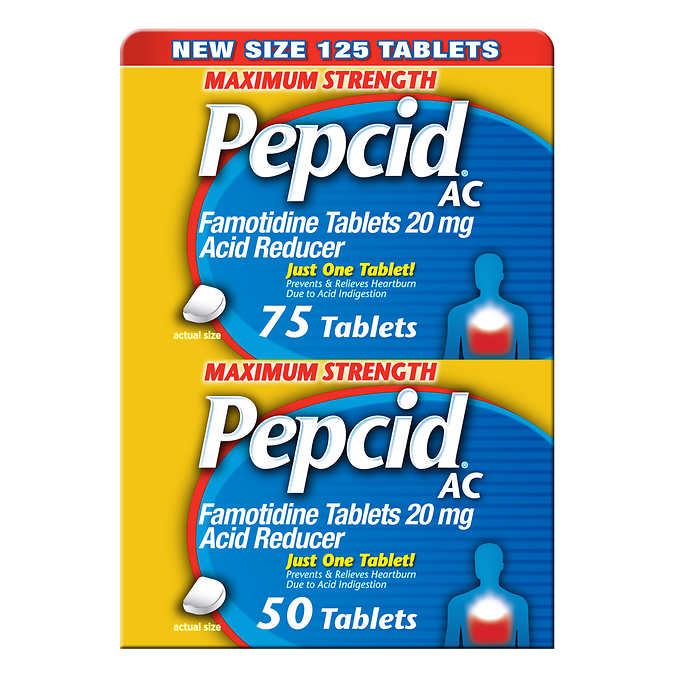 NEW SIZE 125 TABLETS
MAXIMUM STRENGTH
Pepcid®
AC
Famotidine Tablets 20 mg
Acid Reducer
Just One Tablet!
Prevents & Relieves Heartburn
Due to Acid Indigestion
actual size
75 Tablets
MAXIMUM STRENGTH
Pepcid®
AC
Famotidine Tablets 20 mg
Acid Reducer
Just One Tablet!
Prevents & Relieves Heartburn
Due to Acid Indigestion
actual size
50 Tablets